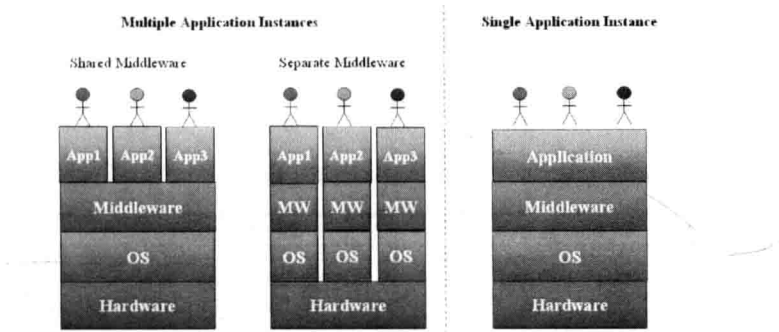 Multiple Application Instances
Single Application Instance
Shared Middleware
Separate Middleware
App1 App2 App3
App1 App2 App3
Application
Middleware
MW MW MW
Middleware
OS
OS OS OS
OS
Hardware
Hardware
Hardware